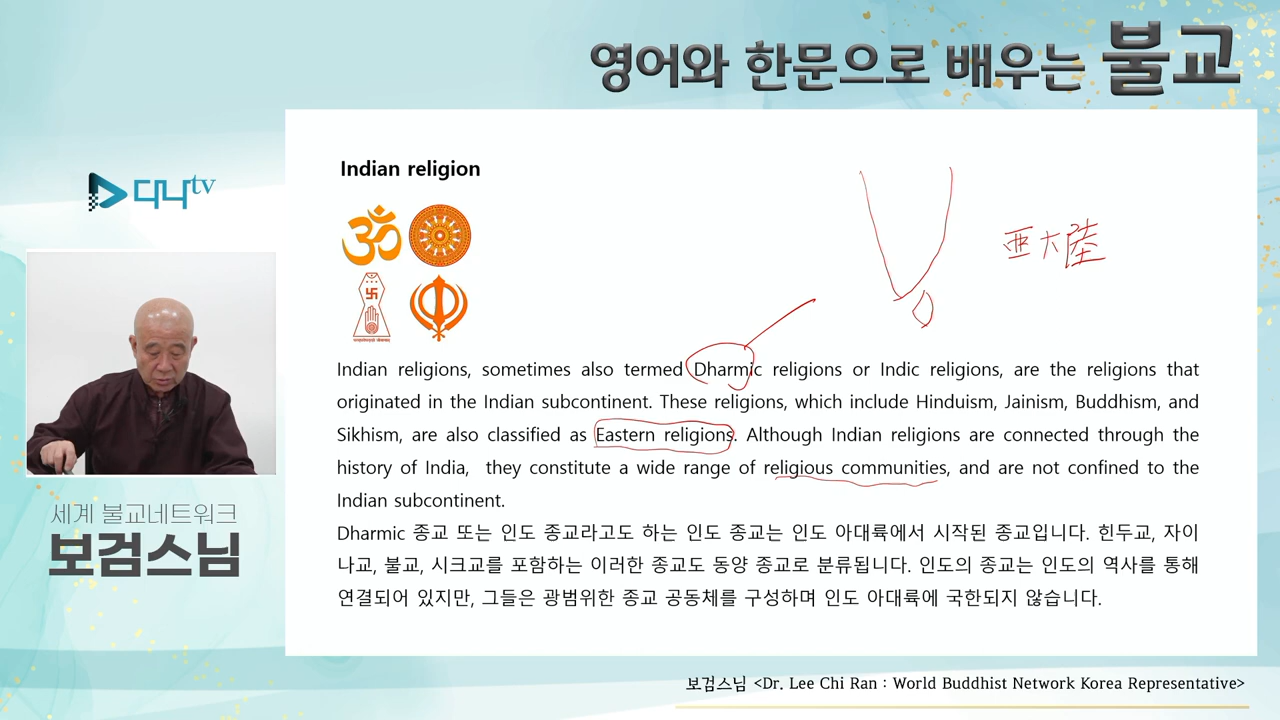 영어와 한문으로 배우는 불교
디나tv
Indian religion
亜大陸
Indian religions, sometimes also termed Dharmic religions or Indic religions, are the religions that
originated in the Indian subcontinent. These religions, which include Hinduism, Jainism, Buddhism, and
Sikhism, are also classified as Eastern religions. Although Indian religions are connected through the
history of India, they constitute a wide range of religious communities, and are not confined to the
Indian subcontinent.
Dharmic 종교 또는 인도 종교라고도 하는 인도 종교는 인도 아대륙에서 시작된 종교입니다. 힌두교, 자이
나교, 불교, 시크교를 포함하는 이러한 종교도 동양 종교로 분류됩니다. 인도의 종교는 인도의 역사를 통해
연결되어 있지만, 그들은 광범위한 종교 공동체를 구성하며 인도 아대륙에 국한되지 않습니다.
세계 불교네트워크
보검스님
보검스님 <Dr. Lee Chi Ran : World Buddhist Network Korea Representative>